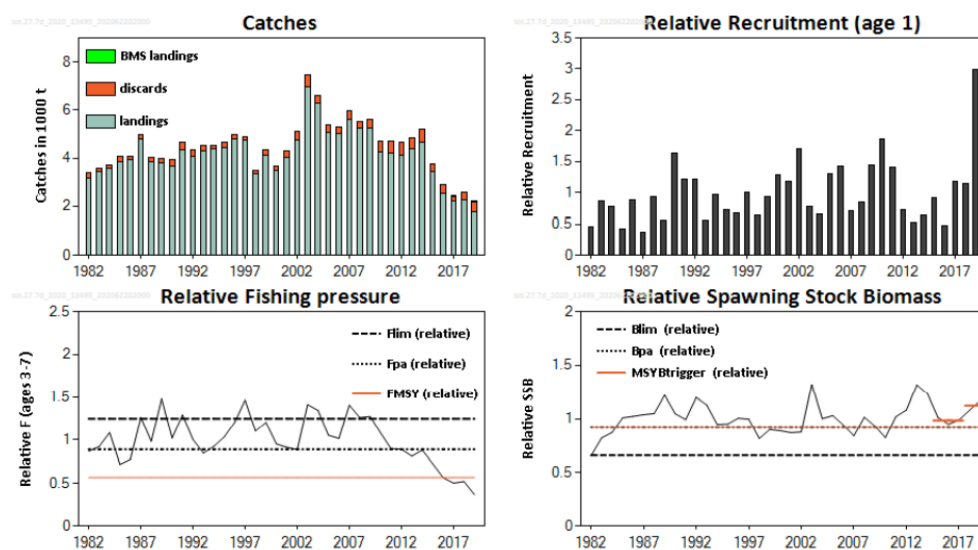 Catches
BMS landings
discards
landings
Catches in 1000 t
8
6
4
2
0
1982 1987 1992 1997 2002 2007 2012 2017
Relative Recruitment (age 1)
Relative Recruitment
3.5
3
2.5
2
1.5
1
0.5
0
1982 1987 1992 1997 2002 2007 2012 2017
Relative Fishing pressure
Flim (relative)
Fpa (relative)
FMSY (relative)
Relative F (ages 3-7)
2.5
2
1.5
1
0.5
0
1982 1987 1992 1997 2002 2007 2012 2017
Relative Spawning Stock Biomass
Blim (relative)
Bpa (relative)
MSYBtrigger (relative)
Relative SSB
2
1.5
1
0.5
0
1982 1987 1992 1997 2002 2007 2012 2017